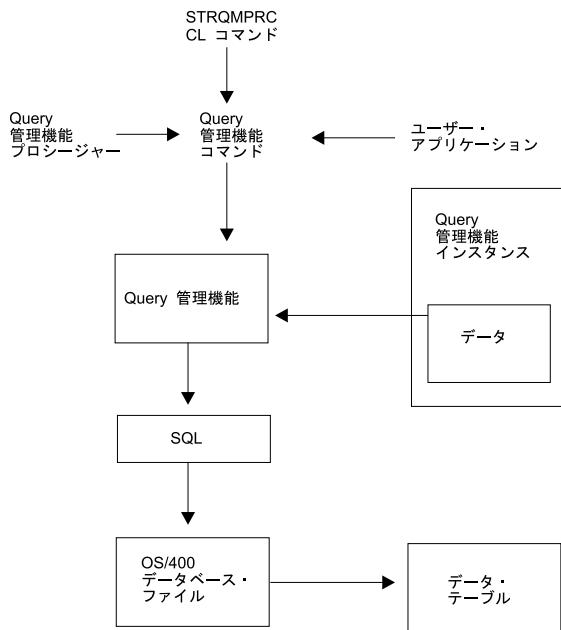 STRQMPRC
CL コマンド
Query
管理機能
プロシージャー
Query
管理機能
コマンド
ユーザー・
アプリケーション
Query
管理機能
インスタンス
Query 管理機能
データ
SQL
OS/400
データベース・
ファイル
データ・
テーブル